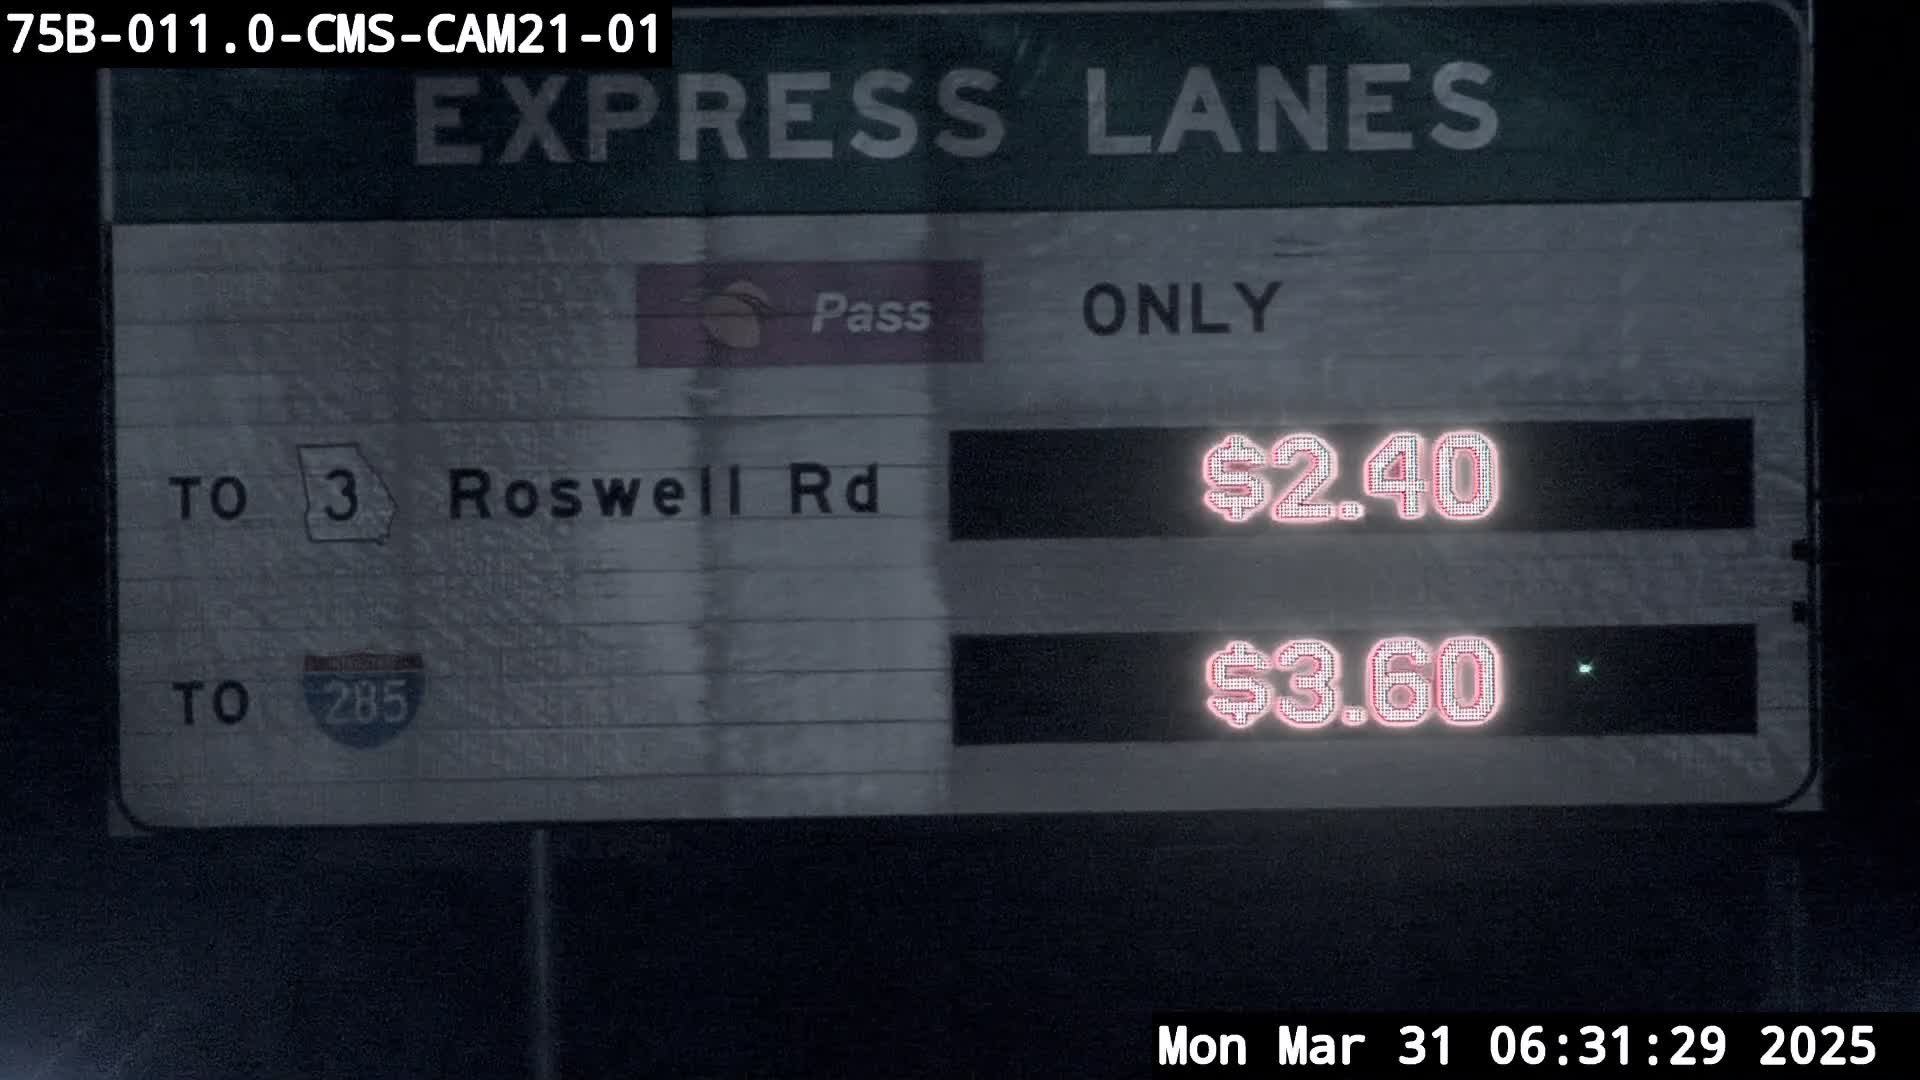 75B-011.0-CMS-CAM21-01
EXPRESS LANES
Pass ONLY
TO 3 Roswell Rd $2.40
TO 285 $3.60
Mon Mar 31 06:31:29 2025